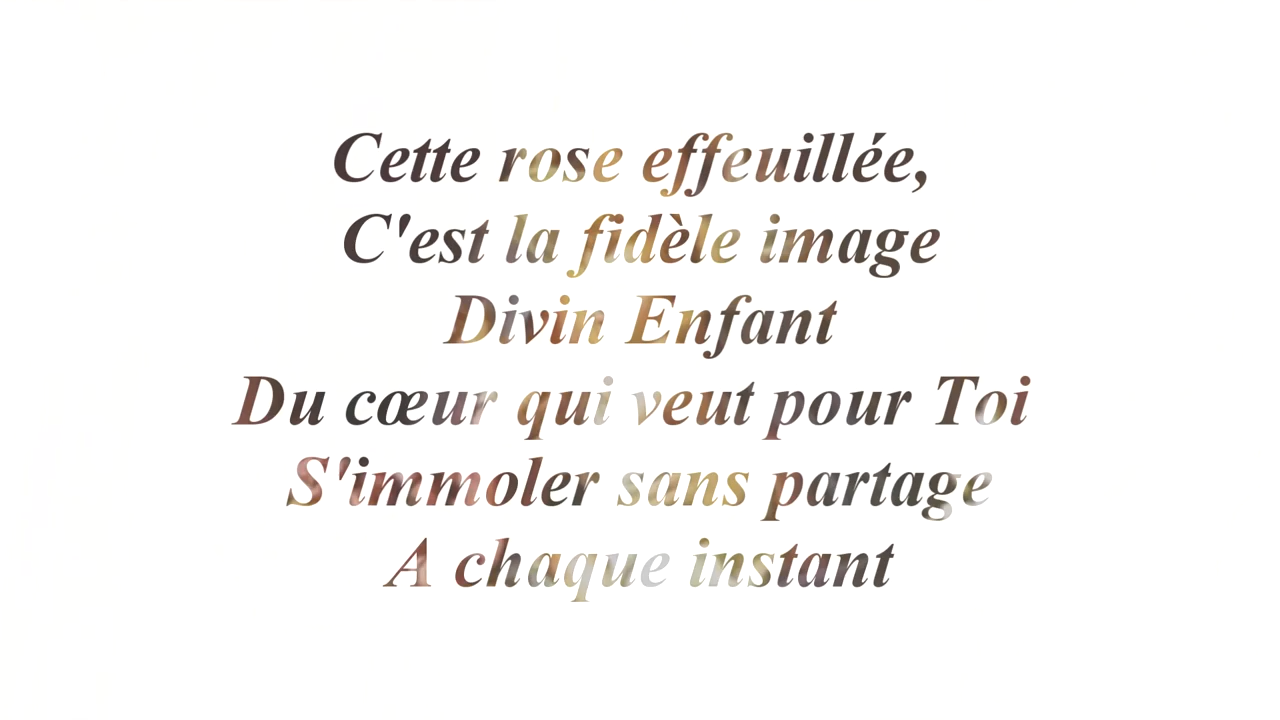 Cette rose effeuillée,
C'est la fidèle image
Divin Enfant
Du cœur qui veut pour Toi
S'immoler sans partage
A chaque instant